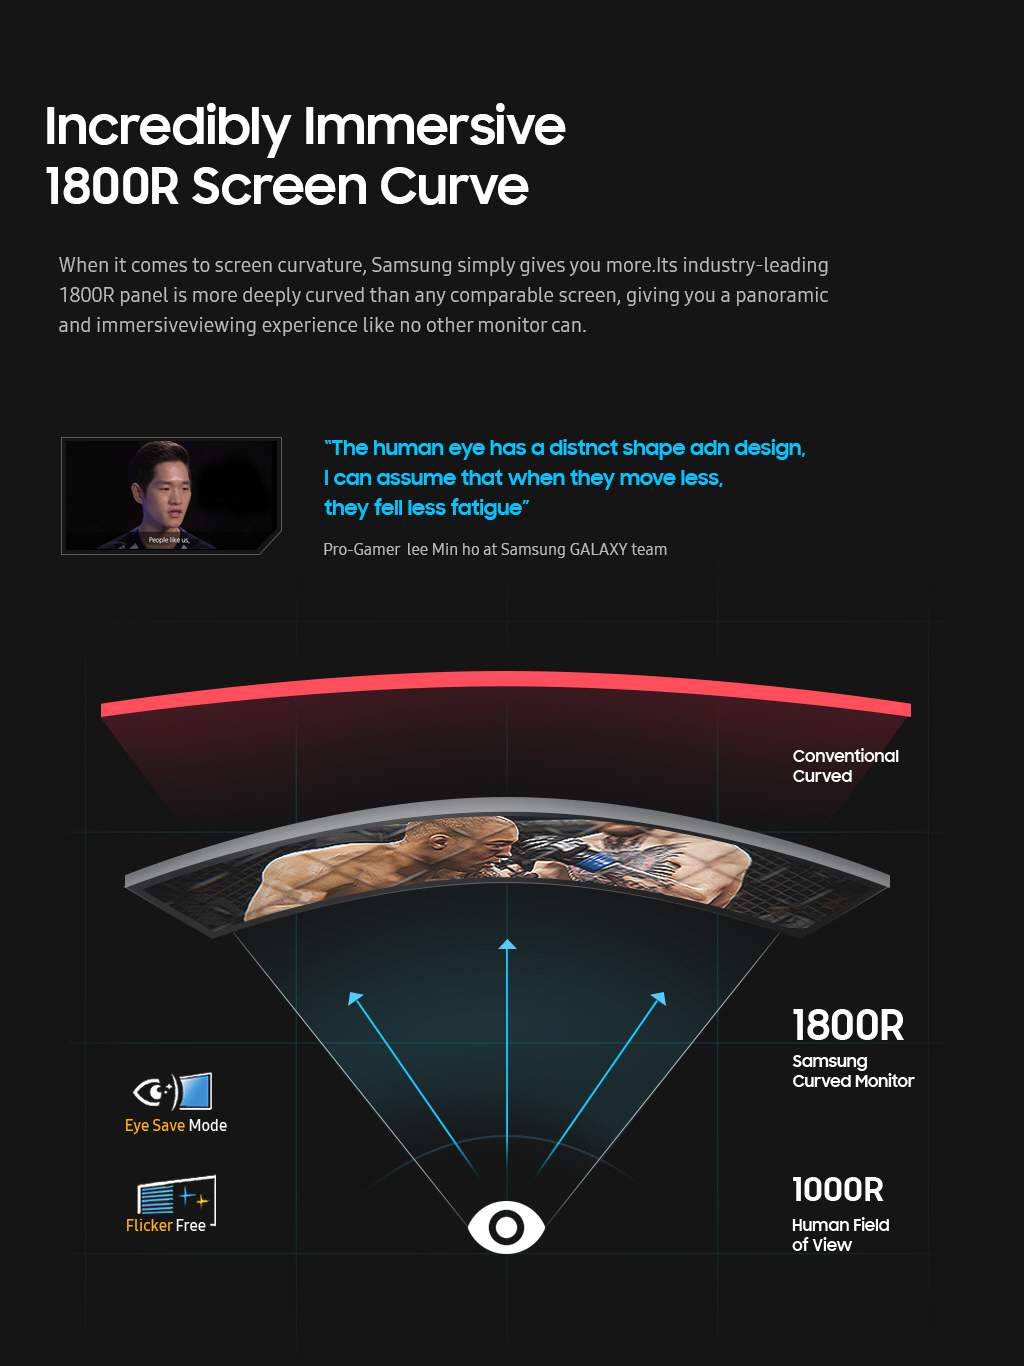 Incredibly Immersive
1800R Screen Curve
When it comes to screen curvature, Samsung simply gives you more.Its industry-leading
1800R panel is more deeply curved than any comparable screen, giving you a panoramic
and immersiveviewing experience like no other monitor can.
People like us,
“The human eye has a distnct shape adn design,
I can assume that when they move less,
they fell less fatigue”
Pro-Gamer lee Min ho at Samsung GALAXY team
Conventional
Curved
1800R
Samsung
Curved Monitor
Eye Save Mode
1000R
Human Field
of View
Flicker Free